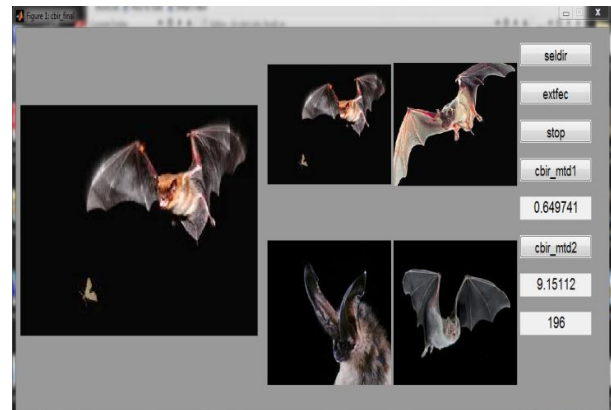 Figure 1: cbir_final
seldir
extfec
stop
cbir_mtd1
0.649741
cbir_mtd2
9.15112
196